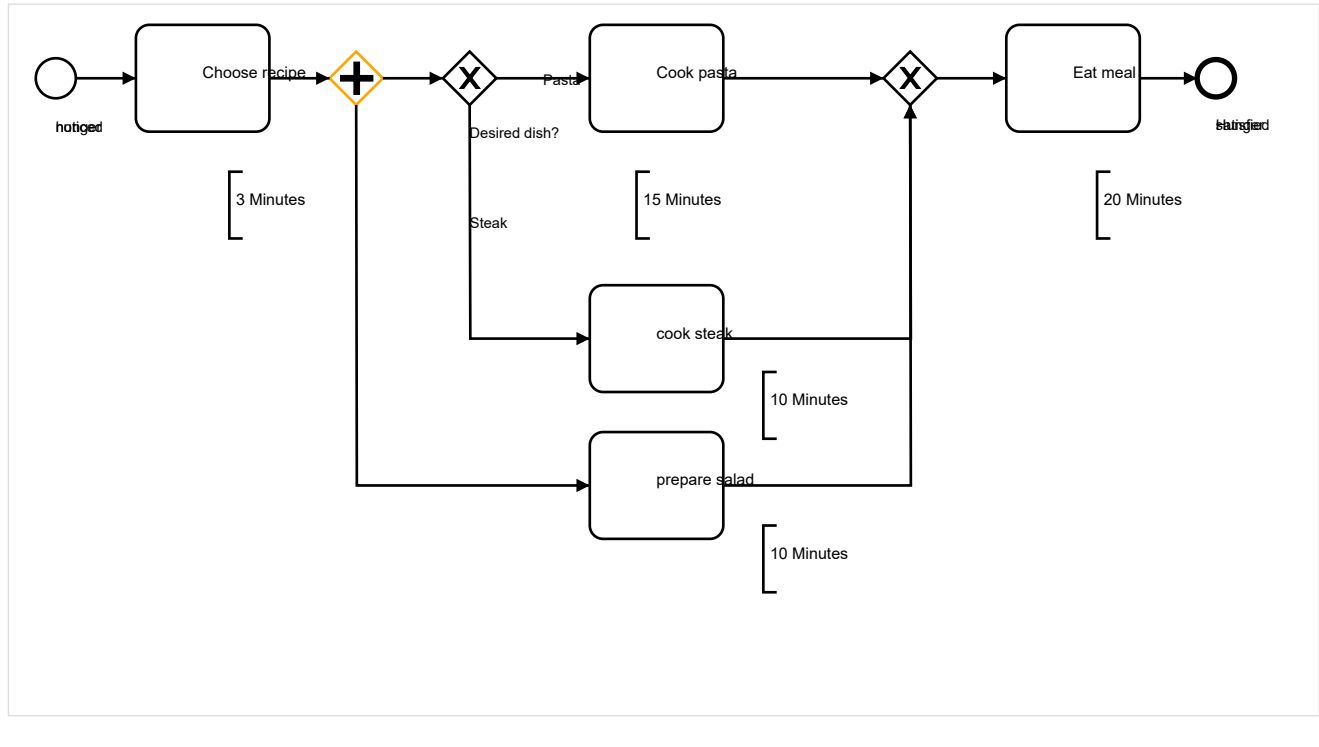 Choose recipe
Pasta
Cook pasta
X
X
Eat meal
Desired dish?
3 Minutes
15 Minutes
20 Minutes
Steak
cook steak
10 Minutes
prepare salad
10 Minutes